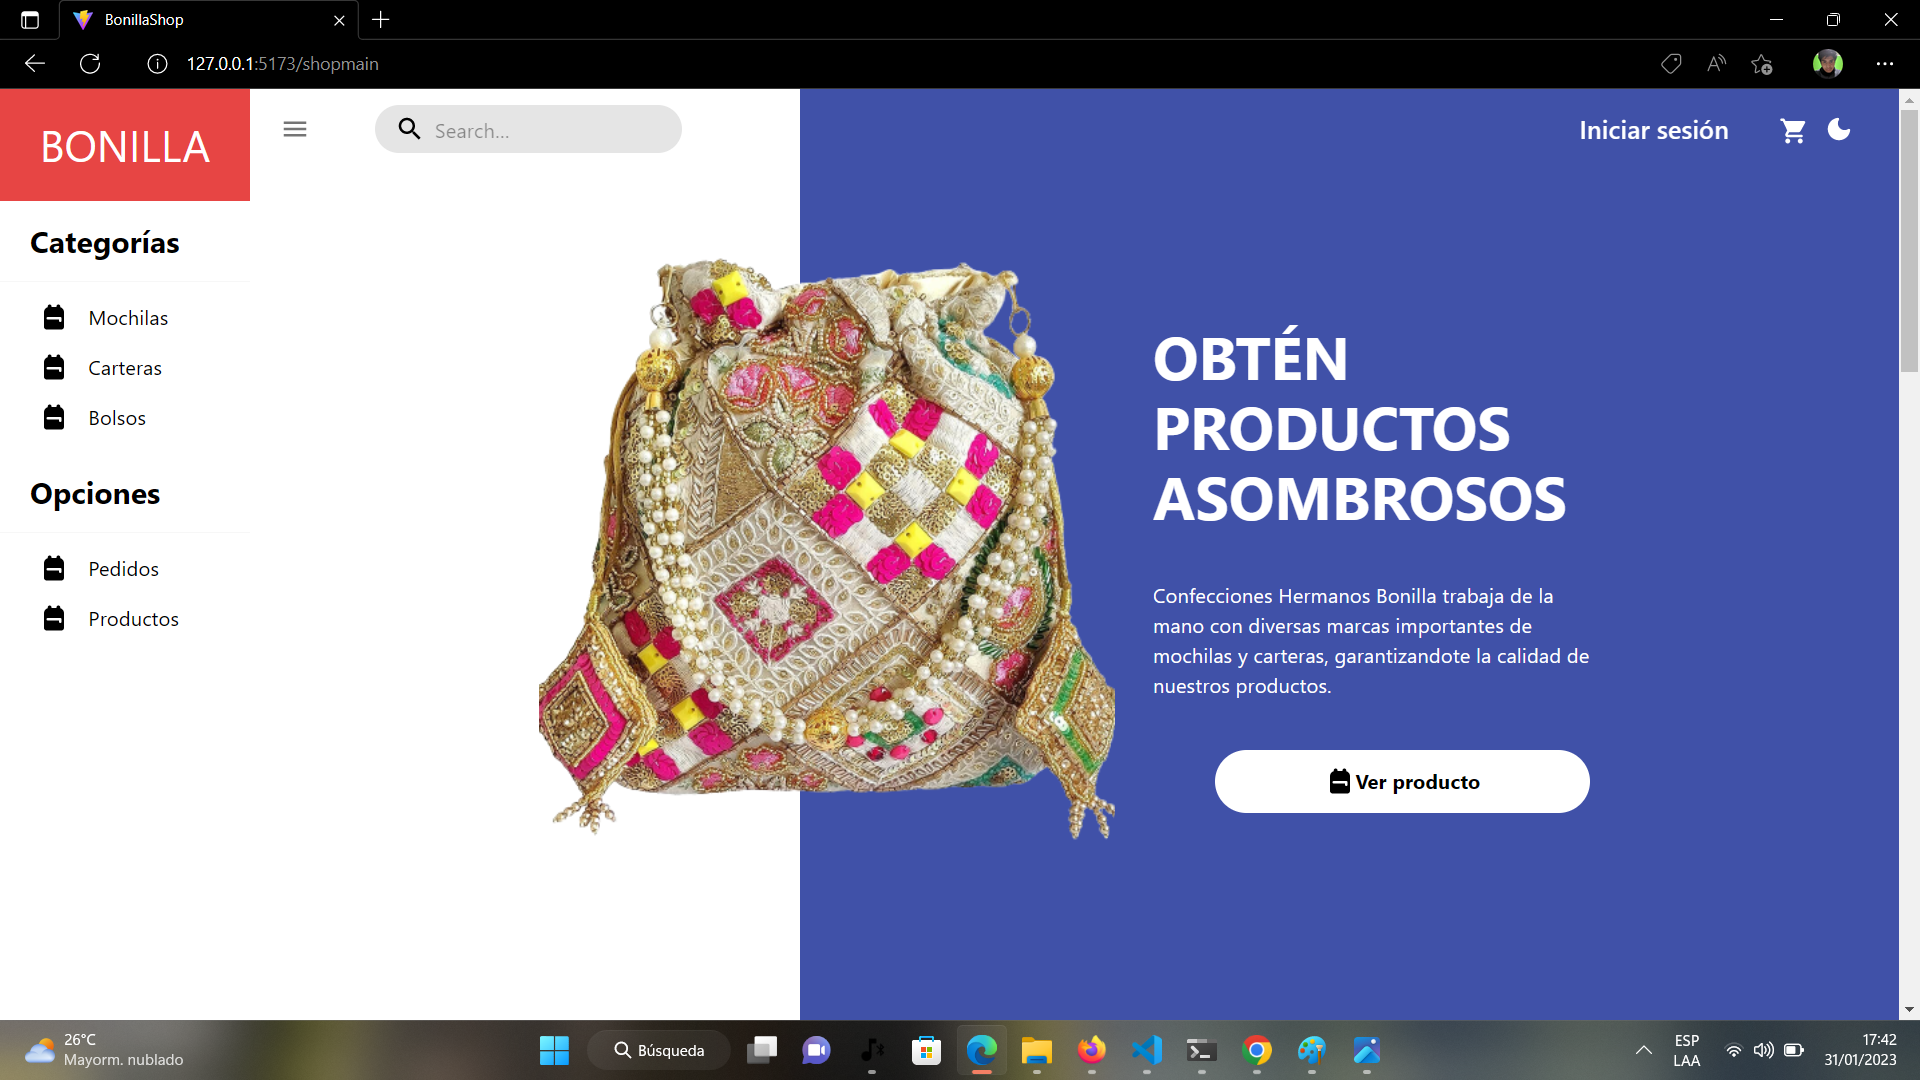 BonillaShop
127.0.0.1:5173/shopmain
BONILLA
Search...
Iniciar sesión
Categorías
Mochilas
Carteras
Bolsos
Opciones
Pedidos
Productos
OBTÉN
PRODUCTOS
ASOMBROSOS
Confecciones Hermanos Bonilla trabaja de la
mano con diversas marcas importantes de
mochilas y carteras, garantizandote la calidad de
nuestros productos.
Ver producto
26°C
Mayorm. nublado
Búsqueda
ESP
LAA
17:42
31/01/2023